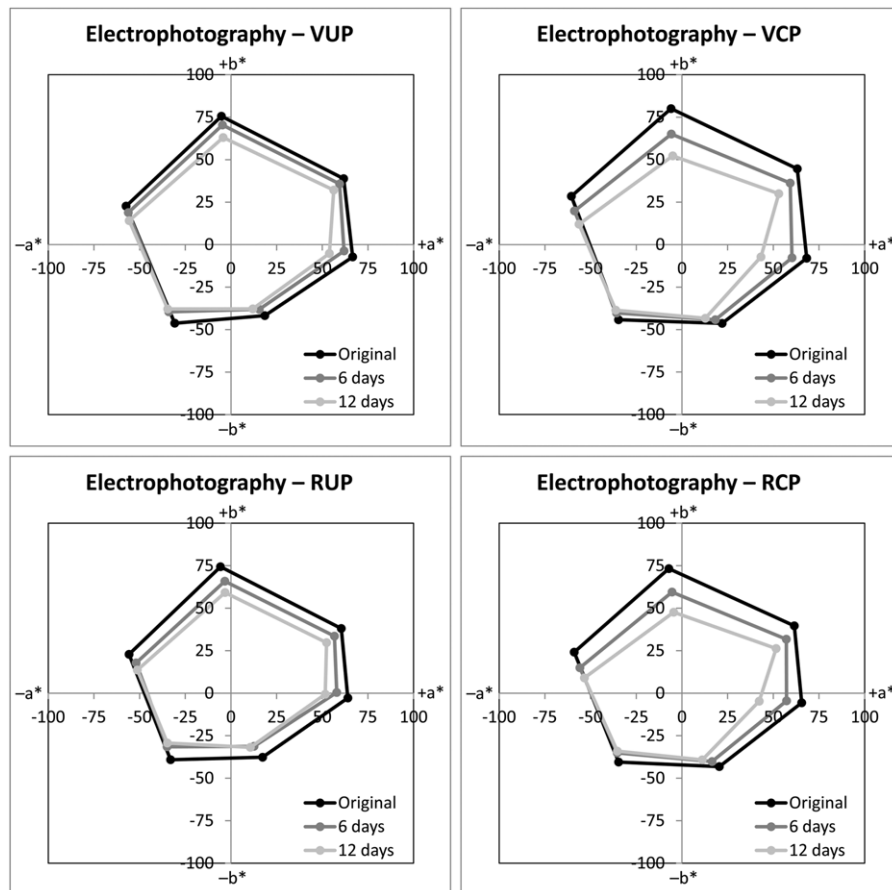 Electrophotography – VUP
+b*
100
75
50
25
0
-25
-50
-75
-100
–b*
–a*
+a*
-100 -75 -50 -25 0 25 50 75 100
Original
6 days
12 days
Electrophotography – VCP
+b*
100
75
50
25
0
-25
-50
-75
-100
–b*
–a*
+a*
-100 -75 -50 -25 0 25 50 75 100
Original
6 days
12 days
Electrophotography – RUP
+b*
100
75
50
25
0
-25
-50
-75
-100
–b*
–a*
+a*
-100 -75 -50 -25 0 25 50 75 100
Original
6 days
12 days
Electrophotography – RCP
+b*
100
75
50
25
0
-25
-50
-75
-100
–b*
–a*
+a*
-100 -75 -50 -25 0 25 50 75 100
Original
6 days
12 days